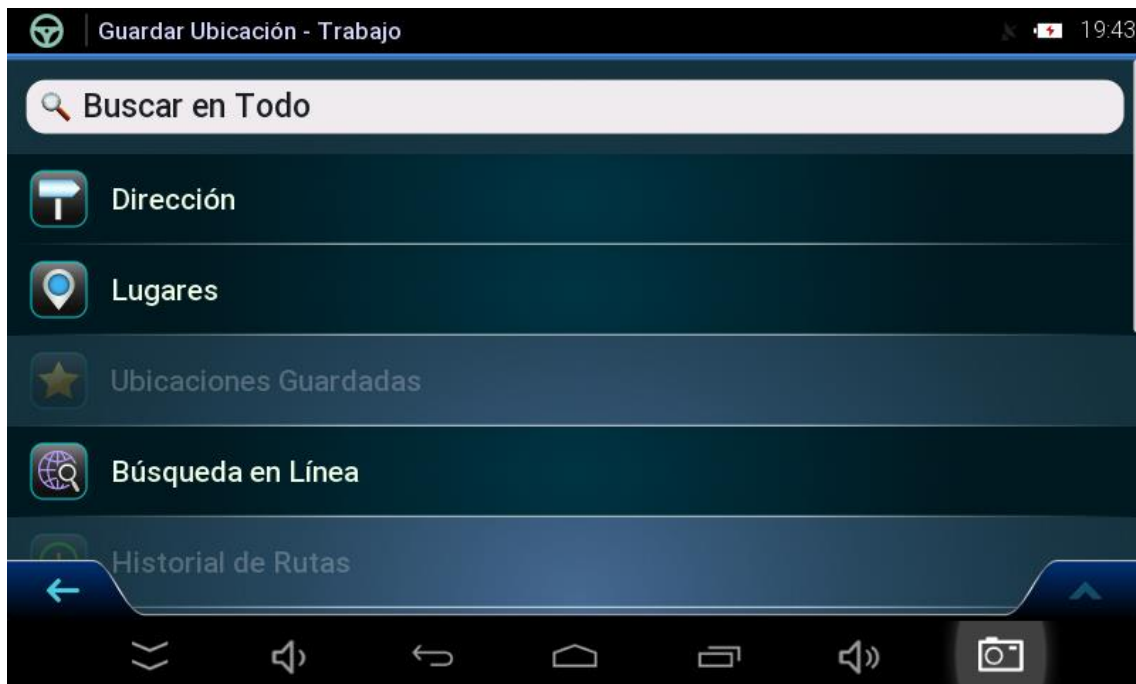 Guardar Ubicación - Trabajo
19:43
Buscar en Todo
Dirección
Lugares
Ubicaciones Guardadas
Búsqueda en Línea
Historial de Rutas